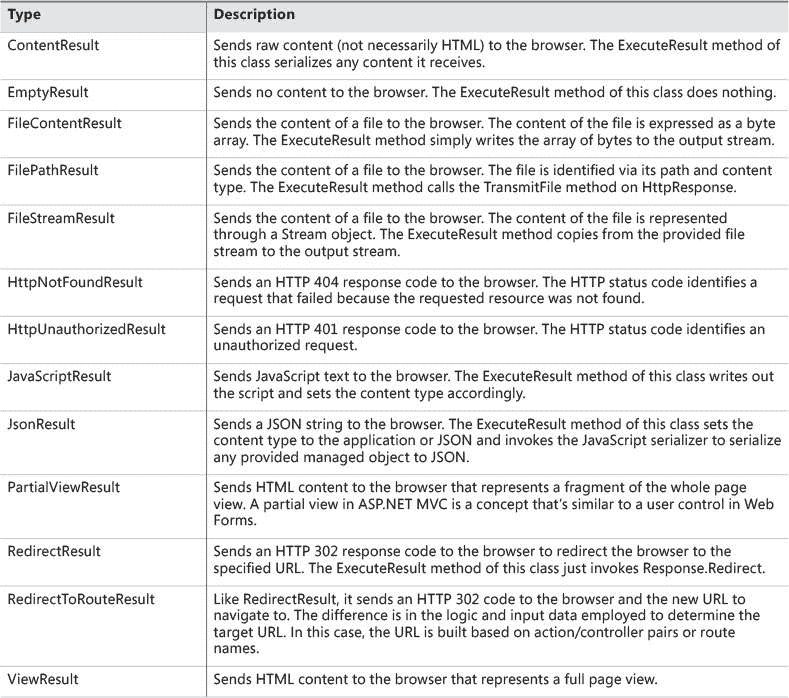 Type Description
ContentResult Sends raw content (not necessarily HTML) to the browser. The ExecuteResult method of
this class serializes any content it receives.
EmptyResult Sends no content to the browser. The ExecuteResult method of this class does nothing.
FileContentResult Sends the content of a file to the browser. The content of the file is expressed as a byte
array. The ExecuteResult method simply writes the array of bytes to the output stream.
FilePathResult Sends the content of a file to the browser. The file is identified via its path and content
type. The ExecuteResult method calls the TransmitFile method on HttpResponse.
FileStreamResult Sends the content of a file to the browser. The content of the file is represented
through a Stream object. The ExecuteResult method copies from the provided file
stream to the output stream.
HttpNotFoundResult Sends an HTTP 404 response code to the browser. The HTTP status code identifies a
request that failed because the requested resource was not found.
HttpUnauthorizedResult Sends an HTTP 401 response code to the browser. The HTTP status code identifies an
unauthorized request.
JavaScriptResult Sends JavaScript text to the browser. The ExecuteResult method of this class writes out
the script and sets the content type accordingly.
JsonResult Sends a JSON string to the browser. The ExecuteResult method of this class sets the
content type to the application or JSON and invokes the JavaScript serializer to serialize
any provided managed object to JSON.
PartialViewResult Sends HTML content to the browser that represents a fragment of the whole page
view. A partial view in ASP.NET MVC is a concept that's similar to a user control in Web
Forms.
RedirectResult Sends an HTTP 302 response code to the browser to redirect the browser to the
specified URL. The ExecuteResult method of this class just invokes Response.Redirect.
RedirectToRouteResult Like RedirectResult, it sends an HTTP 302 code to the browser and the new URL to
navigate to. The difference is in the logic and input data employed to determine the
target URL. In this case, the URL is built based on action/controller pairs or route
names.
ViewResult Sends HTML content to the browser that represents a full page view.